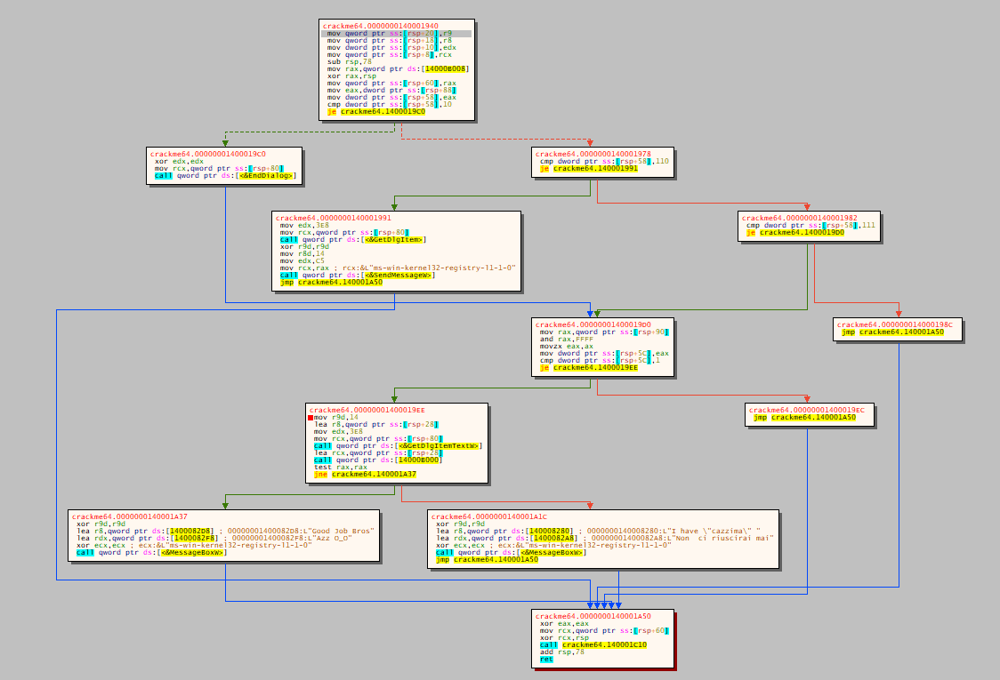 crackme64.0000000140001940
mov qword ptr ss:[rsp+20],r9
mov qword ptr ss:[rsp+18],r8
mov dword ptr ss:[rsp+10],edx
mov qword ptr ss:[rsp+8],rcx
sub rsp,78
mov rax,qword ptr ds:[14000B008]
xor rax,rsp
mov qword ptr ss:[rsp+60],rax
mov eax,dword ptr ss:[rsp+88]
mov dword ptr ss:[rsp+58],eax
cmp dword ptr ss:[rsp+58],10
je crackme64.1400019C0
crackme64.00000001400019C0
xor edx,edx
mov rcx,qword ptr ss:[rsp+80]
call qword ptr ds:[<&EndDialog>]
crackme64.0000000140001978
cmp dword ptr ss:[rsp+58],110
je crackme64.140001991
crackme64.0000000140001991
mov edx,3E8
mov rcx,qword ptr ss:[rsp+80]
call qword ptr ds:[<&GetDlgItem>]
xor r9d,r9d
mov r8d,14
mov edx,C5
mov rcx,rax ; rcx:&L"ms-win-kernel32-registry-l1-1-0"
call qword ptr ds:[<&SendMessageW>]
jmp crackme64.140001A50
crackme64.0000000140001982
cmp dword ptr ss:[rsp+58],111
je crackme64.1400019D0
crackme64.00000001400019D0
mov rax,qword ptr ss:[rsp+90]
and rax,FFFF
movzx eax,ax
mov dword ptr ss:[rsp+5C],eax
cmp dword ptr ss:[rsp+5C],1
je crackme64.1400019EE
crackme64.000000014000198C
jmp crackme64.140001A50
crackme64.00000001400019EE
mov r9d,14
lea r8,qword ptr ss:[rsp+28]
mov edx,3E8
mov rcx,qword ptr ss:[rsp+80]
call qword ptr ds:[<&GetDlgItemTextW>]
lea rcx,qword ptr ss:[rsp+28]
call qword ptr ds:[14000B000]
test rax,rax
jne crackme64.140001A37
crackme64.00000001400019EC
jmp crackme64.140001A50
crackme64.0000000140001A37
xor r9d,r9d
lea r8,qword ptr ds:[1400082D8] ; 00000001400082D8:L"Good Job Bros"
lea rdx,qword ptr ds:[1400082F8] ; 00000001400082F8:L"Azz O_O"
xor ecx,ecx ; ecx:&L"ms-win-kernel32-registry-l1-1-0"
call qword ptr ds:[<&MessageBoxW>]
crackme64.0000000140001A1C
xor r9d,r9d
lea r8,qword ptr ds:[140008280] ; 0000000140008280:L"I have \"cazzima\" "
lea rdx,qword ptr ds:[1400082A8] ; 00000001400082A8:L"Non  ci riuscirai mai"
xor ecx,ecx ; ecx:&L"ms-win-kernel32-registry-l1-1-0"
call qword ptr ds:[<&MessageBoxW>]
jmp crackme64.140001A50
crackme64.0000000140001A50
xor eax,eax
mov rcx,qword ptr ss:[rsp+60]
xor rcx,rsp
call crackme64.140001C10
add rsp,78
ret